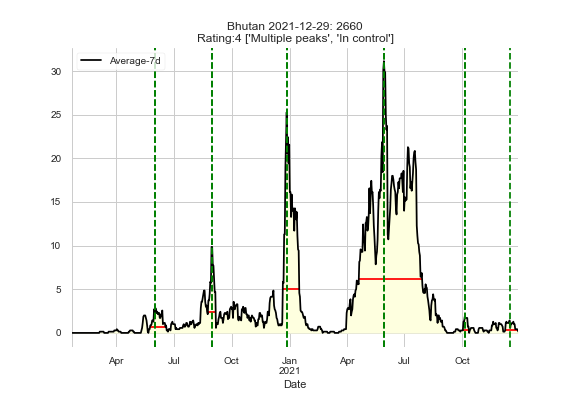 Bhutan 2021-12-29: 2660
Rating:4 ['Multiple peaks', 'In control']
Average-7d
30
25
20
15
10
5
0
Apr Jul Oct Jan Apr Jul Oct
2021
Date